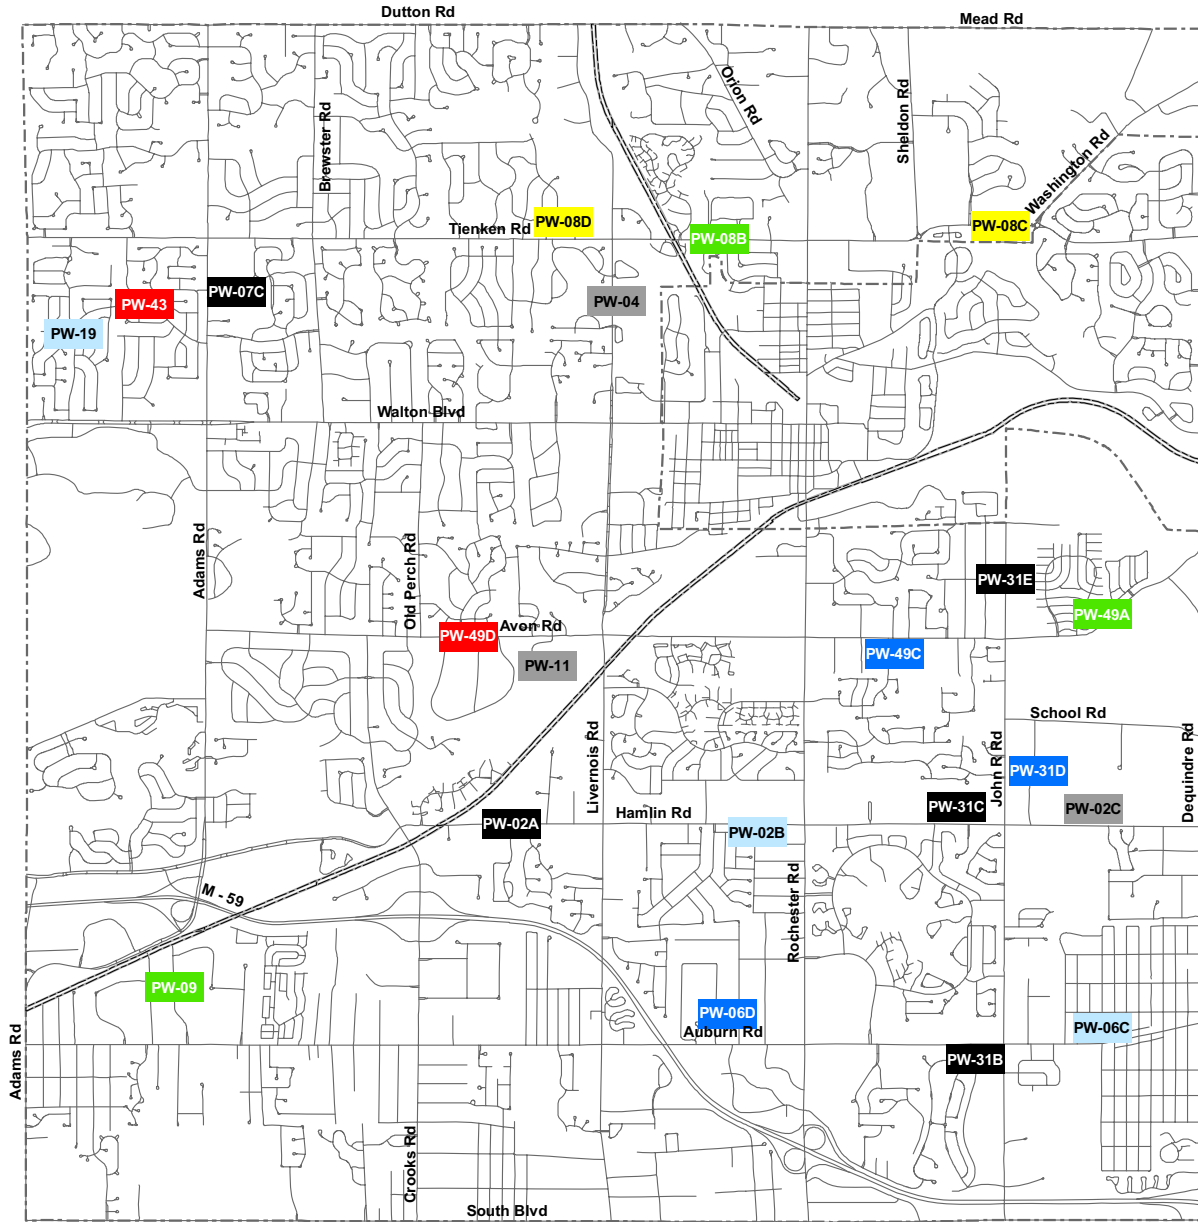 Dutton Rd
Mead Rd
Orion Rd
Sheldon Rd
Brewster Rd
Washington Rd
PW-08D
PW-08C
Tienken Rd
PW-08B
PW-07C
PW-43
PW-04
PW-19
Walton Blvd
Adams Rd
Old Perch Rd
PW-31E
PW-49A
Avon Rd
PW-49D
PW-49C
PW-11
School Rd
Livernois Rd
John R Rd
Dequindre Rd
PW-31D
PW-31C
PW-02C
Hamlin Rd
PW-02A
PW-02B
M - 59
Rochester Rd
PW-09
PW-06D
Auburn Rd
PW-06C
Adams Rd
PW-31B
Crooks Rd
South Blvd